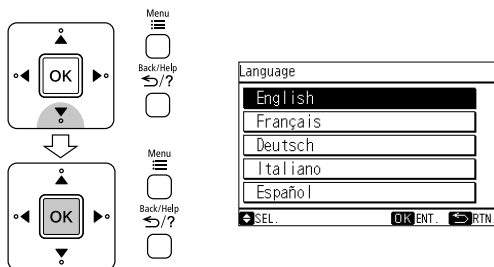 Menu
OK
Back/Help
/?
Menu
OK
Back/Help
/?
Language
English
Français
Deutsch
Italiano
Español
SEL. OK ENT. RTN.